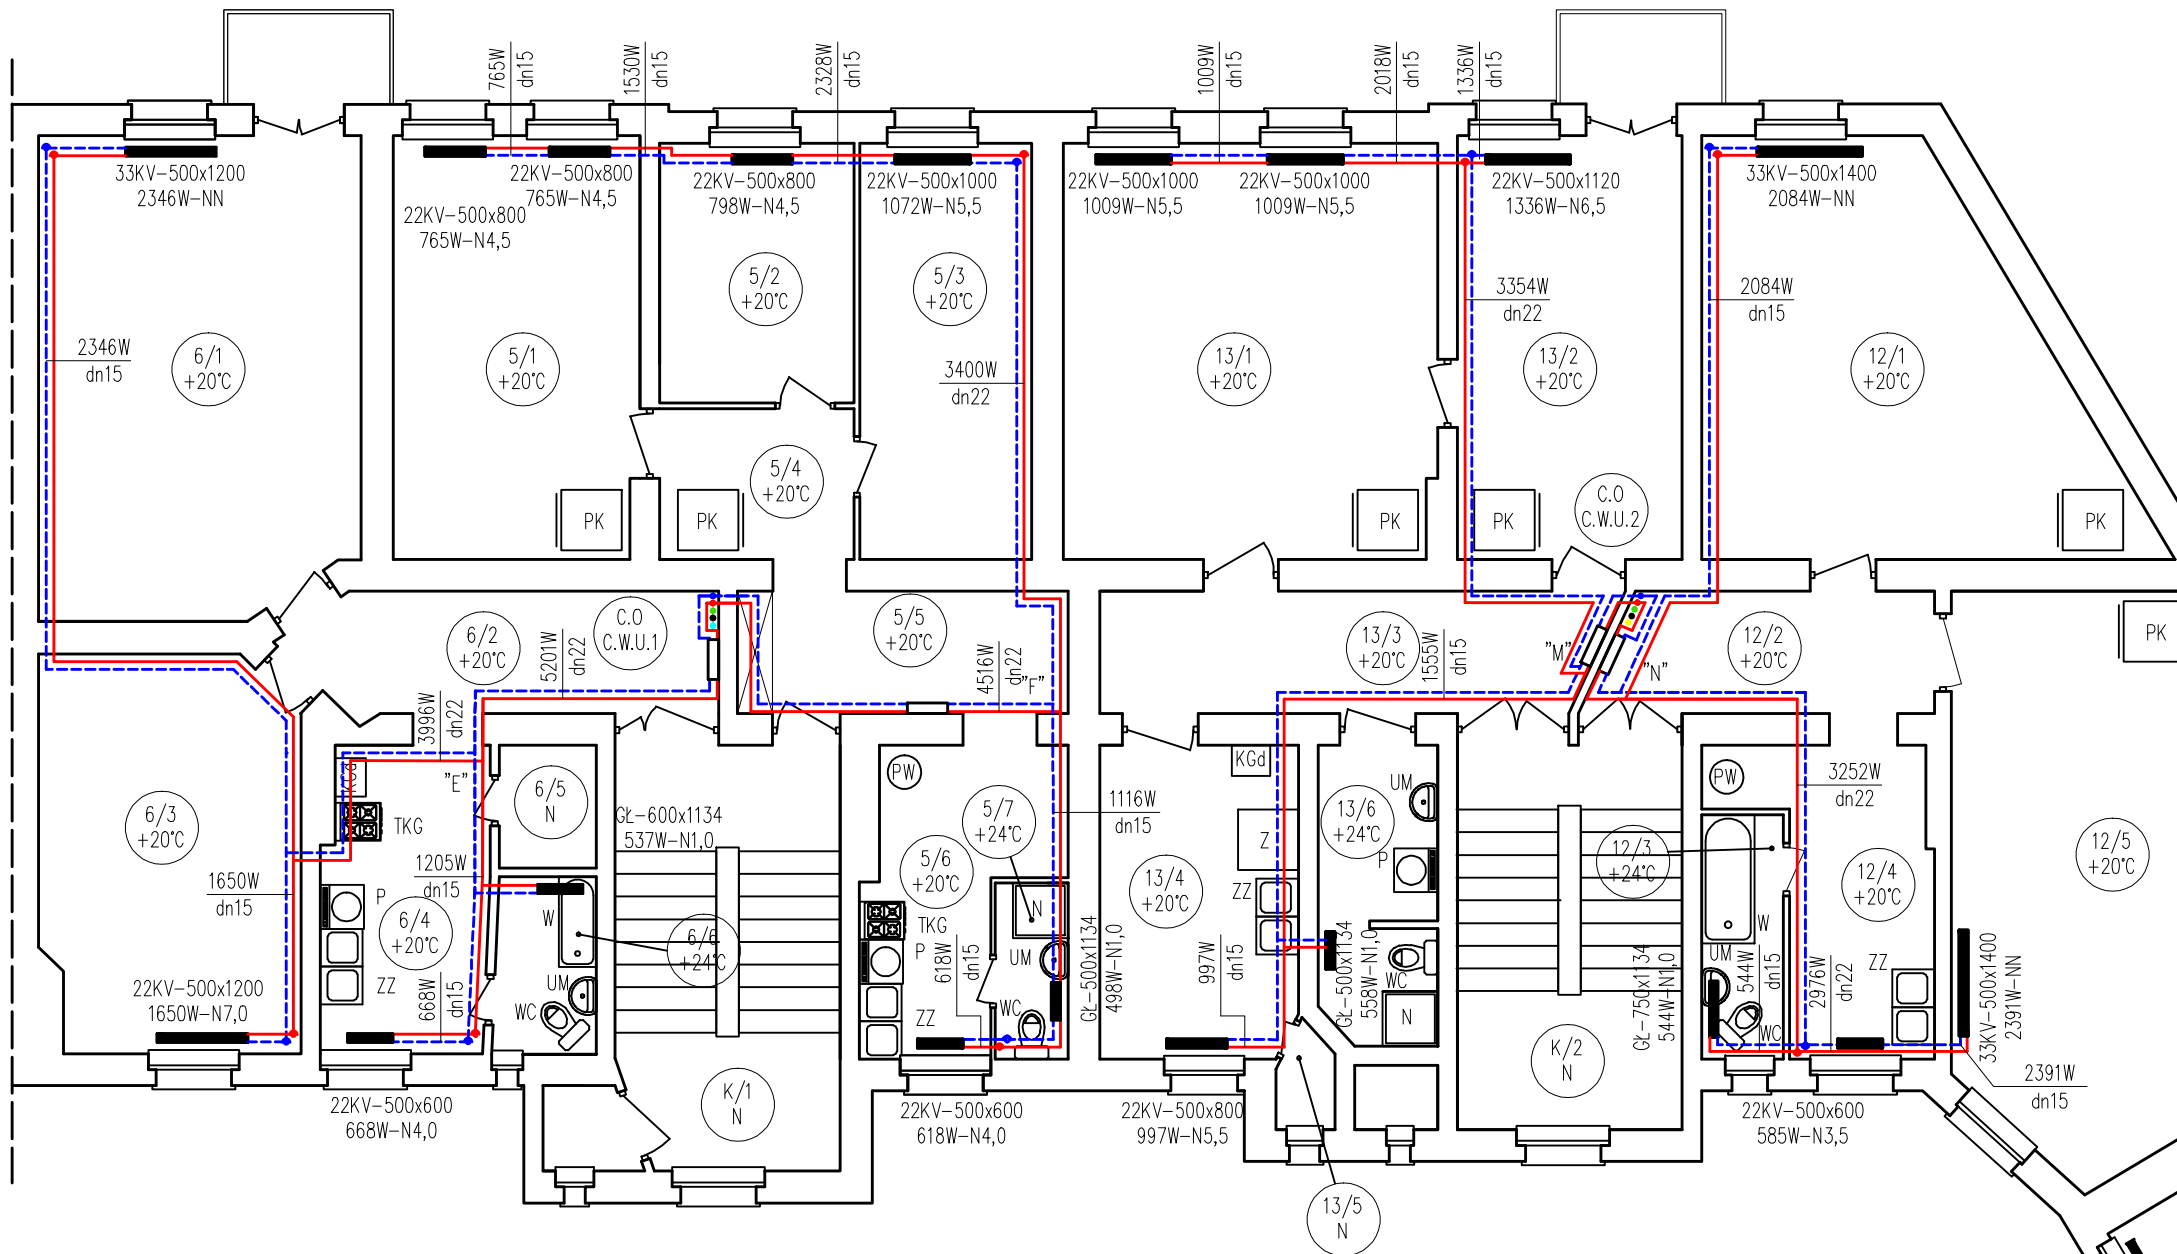 765W
dn15
1530W
dn15
2328W
dn15
1009W
dn15
2018W
dn15
1336W
dn15
33KV-500x1200
2346W-NN
22KV-500x800
765W-N4,5
22KV-500x800
765W-N4,5
22KV-500x800
798W-N4,5
22KV-500x1000
1072W-N5,5
22KV-500x1000
1009W-N5,5
22KV-500x1000
1009W-N5,5
22KV-500x1120
1336W-N6,5
33KV-500x1400
2084W-NN
5/2
+20°C
5/3
+20°C
3354W
dn22
2084W
dn15
2346W
dn15
6/1
+20°C
5/1
+20°C
3400W
dn22
13/1
+20°C
13/2
+20°C
12/1
+20°C
5/4
+20°C
C.O
C.W.U.2
PK
PK
PK
PK
PK
6/2
+20°C
5201W
dn22
C.O
C.W.U.1
5/5
+20°C
4516W
dn22
"F"
13/3
+20°C
1555W
dn15
"M"
"N"
12/2
+20°C
PK
3996W
dn22
"E"
KGd
6/5
N
PW
KGd
UM
PW
3252W
dn22
6/3
+20°C
TKG
GŁ-600x1134
537W-N1,0
5/7
+24°C
1116W
dn15
13/6
+24°C
Z
P
12/3
+24°C
12/5
+20°C
1205W
dn15
5/6
+20°C
13/4
+20°C
ZZ
12/4
+20°C
1650W
dn15
P
6/4
+20°C
W
6/6
+24°C
TKG
P
N
UM
618W
dn15
GŁ-500x1134
498W-N1,0
997W
dn15
GŁ-500x1134
558W-N1,0
WC
N
W
UM
544W
dn15
2976W
dn22
ZZ
GŁ-750x1134
544W-N1,0
33KV-500x1400
2391W-NN
22KV-500x1200
1650W-N7,0
ZZ
668W
dn15
UM
WC
ZZ
WC
WC
K/1
N
K/2
N
2391W
dn15
22KV-500x600
668W-N4,0
22KV-500x600
618W-N4,0
22KV-500x800
997W-N5,5
22KV-500x600
585W-N3,5
13/5
N